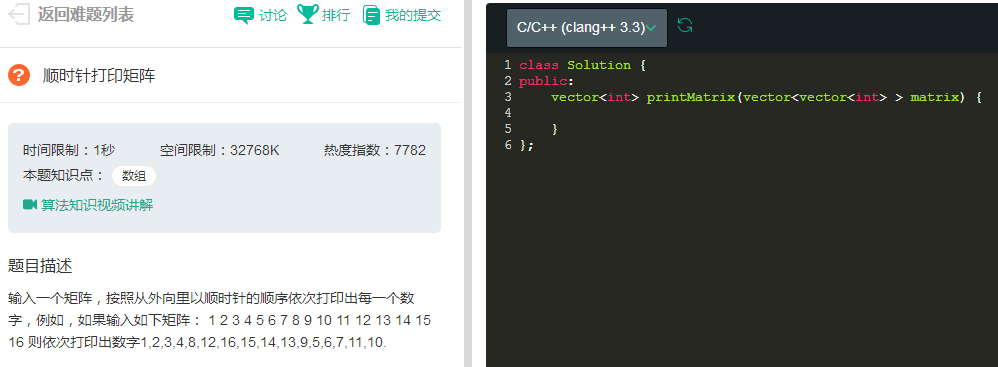 返回难题列表
讨论
排行
我的提交
顺时针打印矩阵
时间限制：1秒 空间限制：32768K 热度指数：7782
本题知识点： 数组
算法知识视频讲解
题目描述
输入一个矩阵，按照从外向里以顺时针的顺序依次打印出每一个数
字，例如，如果输入如下矩阵： 1 2 3 4 5 6 7 8 9 10 11 12 13 14 15
16 则依次打印出数字1,2,3,4,8,12,16,15,14,13,9,5,6,7,11,10.
C/C++ (clang++ 3.3)
1 class Solution {
2 public:
3     vector<int> printMatrix(vector<vector<int> > matrix) {
4
5     }
6 };